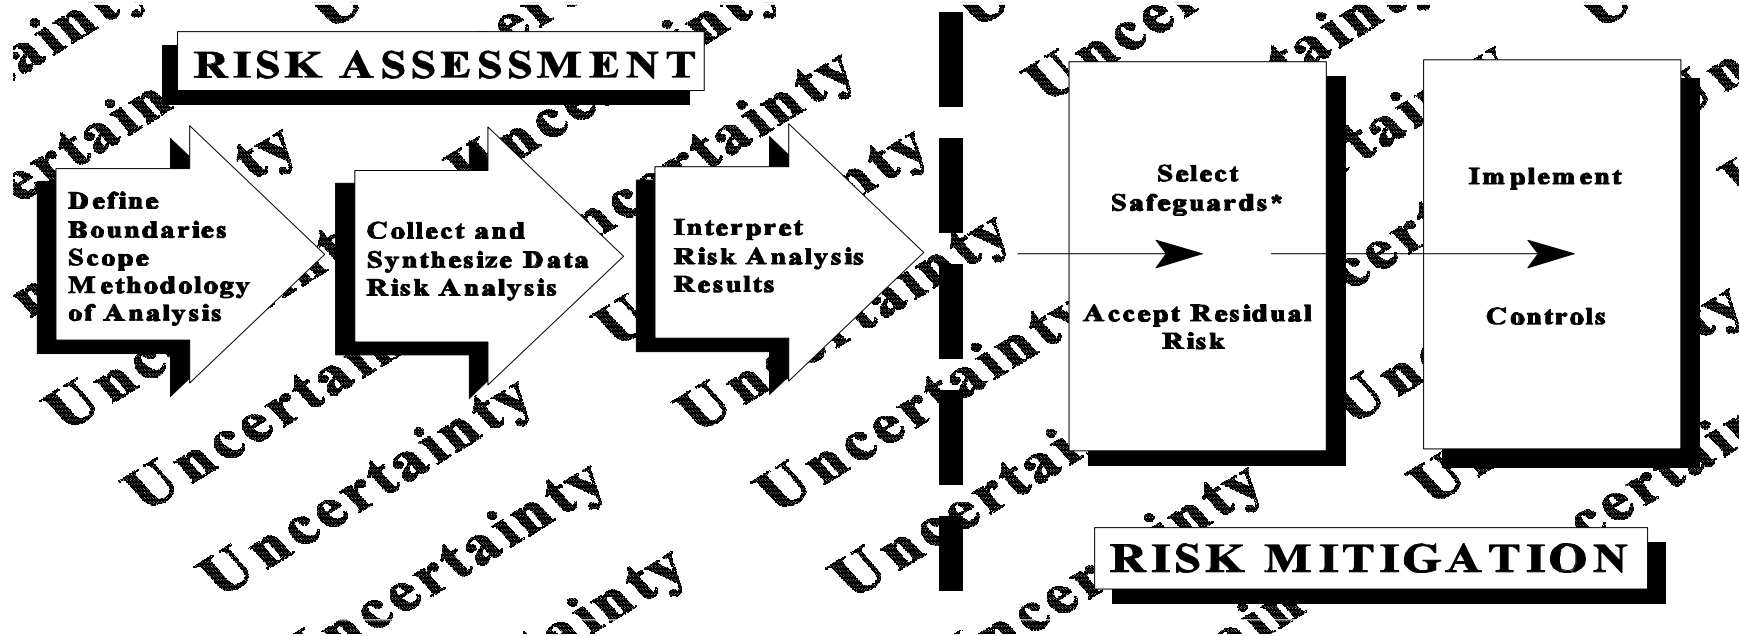 RISK ASSESSMENT
Define
Boundaries
Scope
Methodology
of Analysis
Collect and
Synthesize Data
Risk Analysis
Interpret
Risk Analysis
Results
Select
Safeguards*
Accept Residual
Risk
Implement
Controls
RISK MITIGATION
Uncertainty
Uncertainty
Uncertainty
Uncertainty
Uncertainty